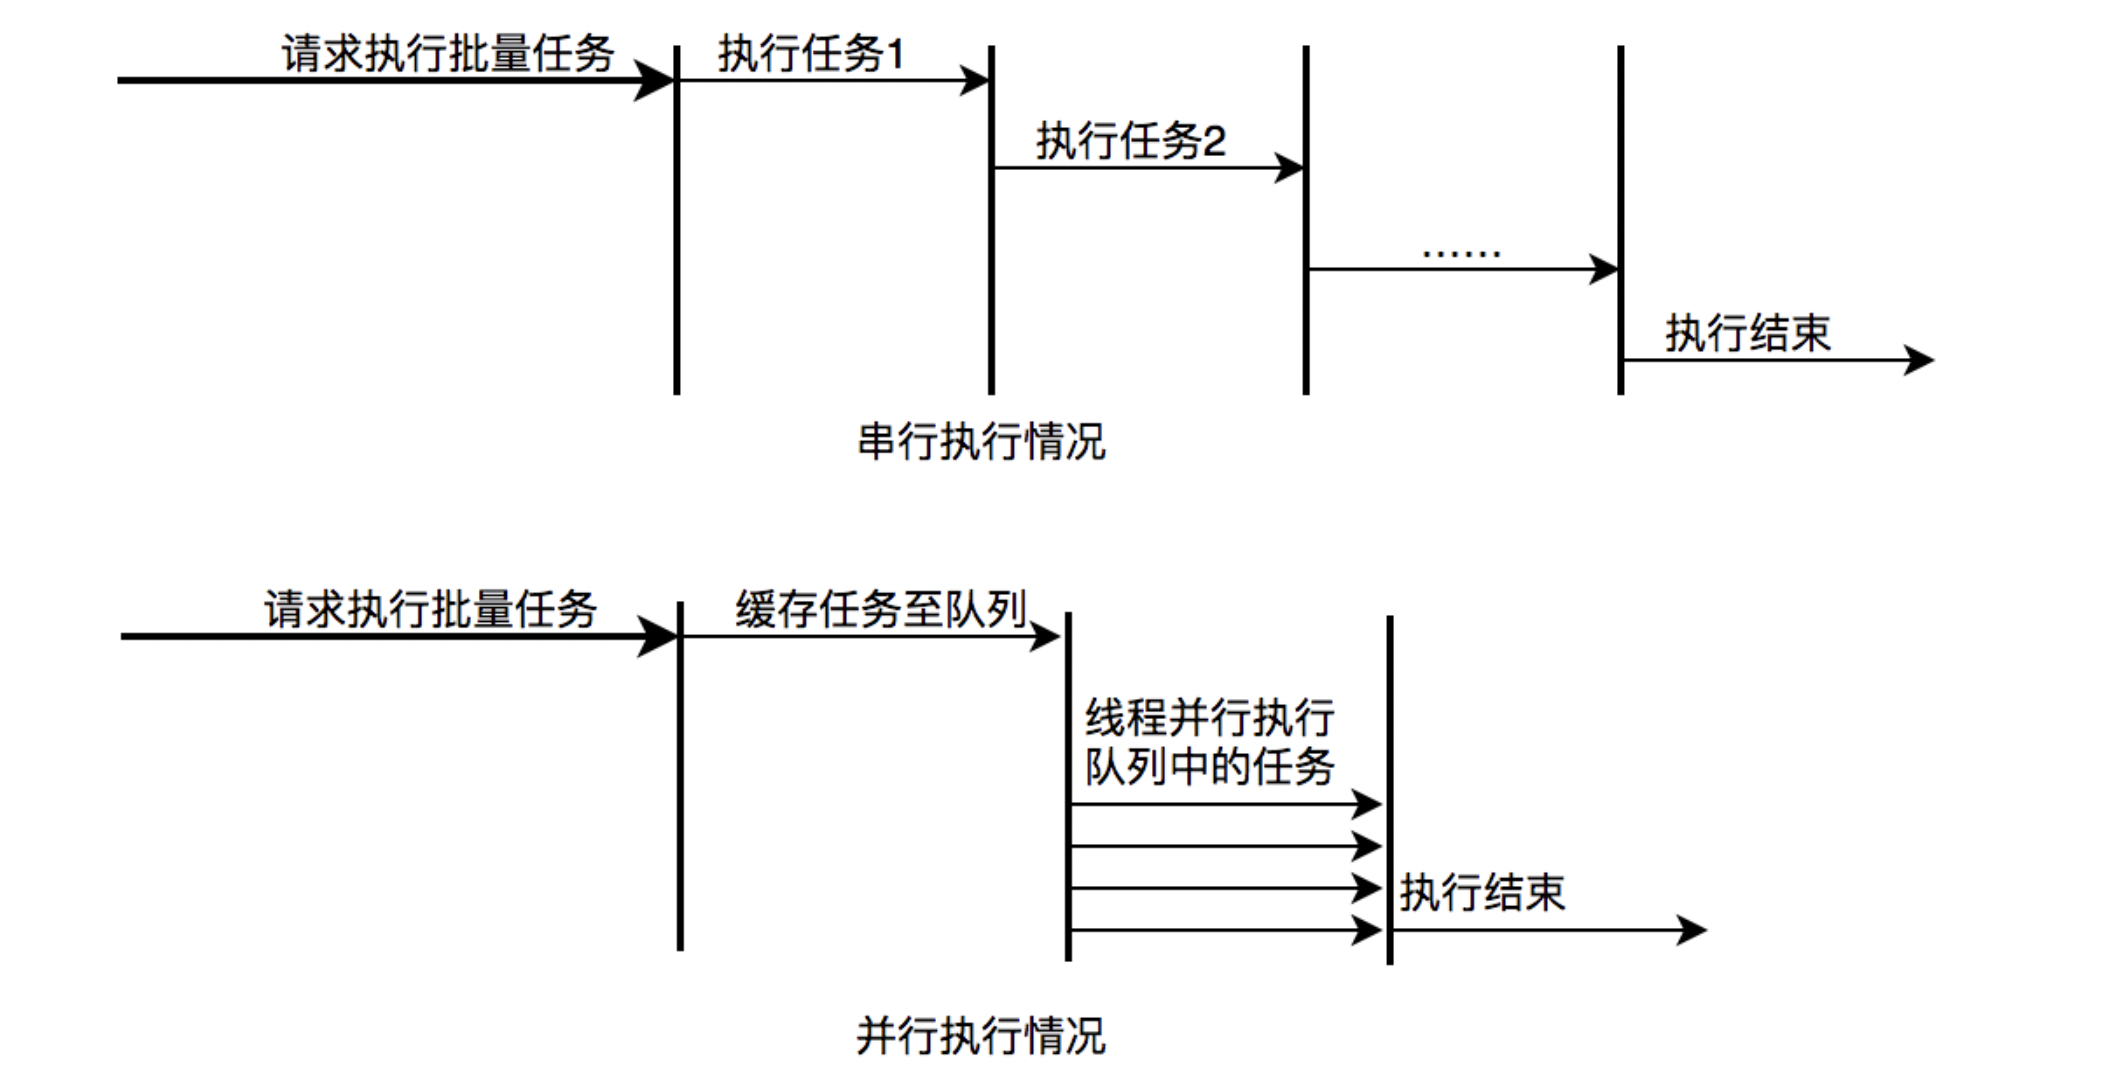 请求执行批量任务
执行任务1
执行任务2
......
执行结束
串行执行情况
请求执行批量任务
缓存任务至队列
线程并行执行
队列中的任务
执行结束
并行执行情况